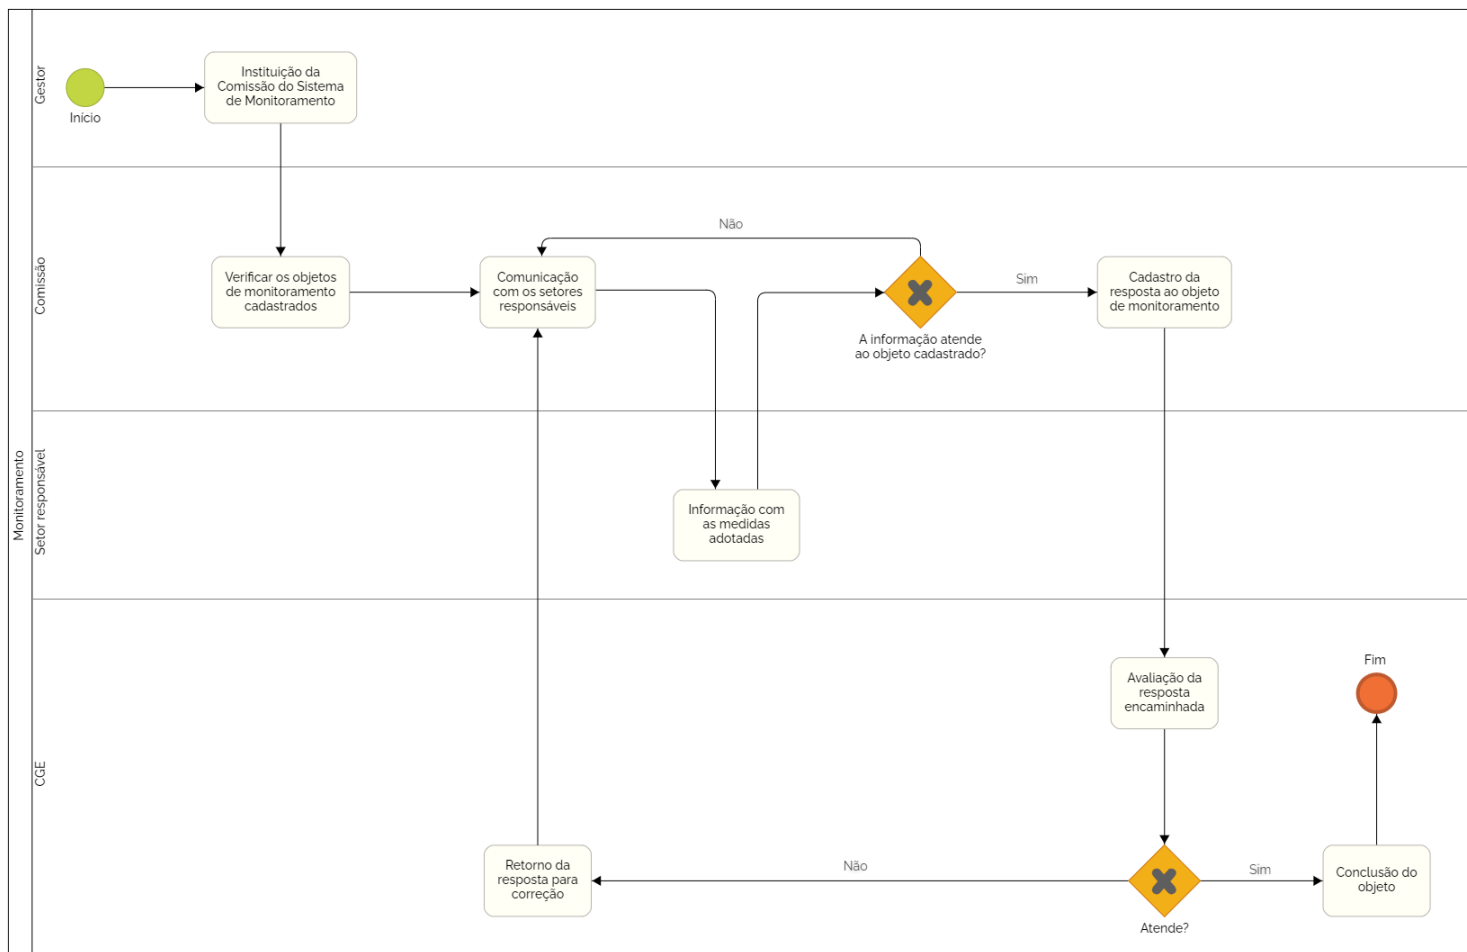 Monitoramento
Gestor
Início
Instituição da
Comissão do Sistema
de Monitoramento
Comissão
Verificar os objetos
de monitoramento
cadastrados
Comunicação
com os setores
responsáveis
Não
A informação atende
ao objeto cadastrado?
Sim
Cadastro da
resposta ao objeto
de monitoramento
Setor responsável
Informação com
as medidas
adotadas
CGE
Avaliação da
resposta
encaminhada
Fim
Retorno da
resposta para
correção
Não
Atende?
Sim
Conclusão do
objeto